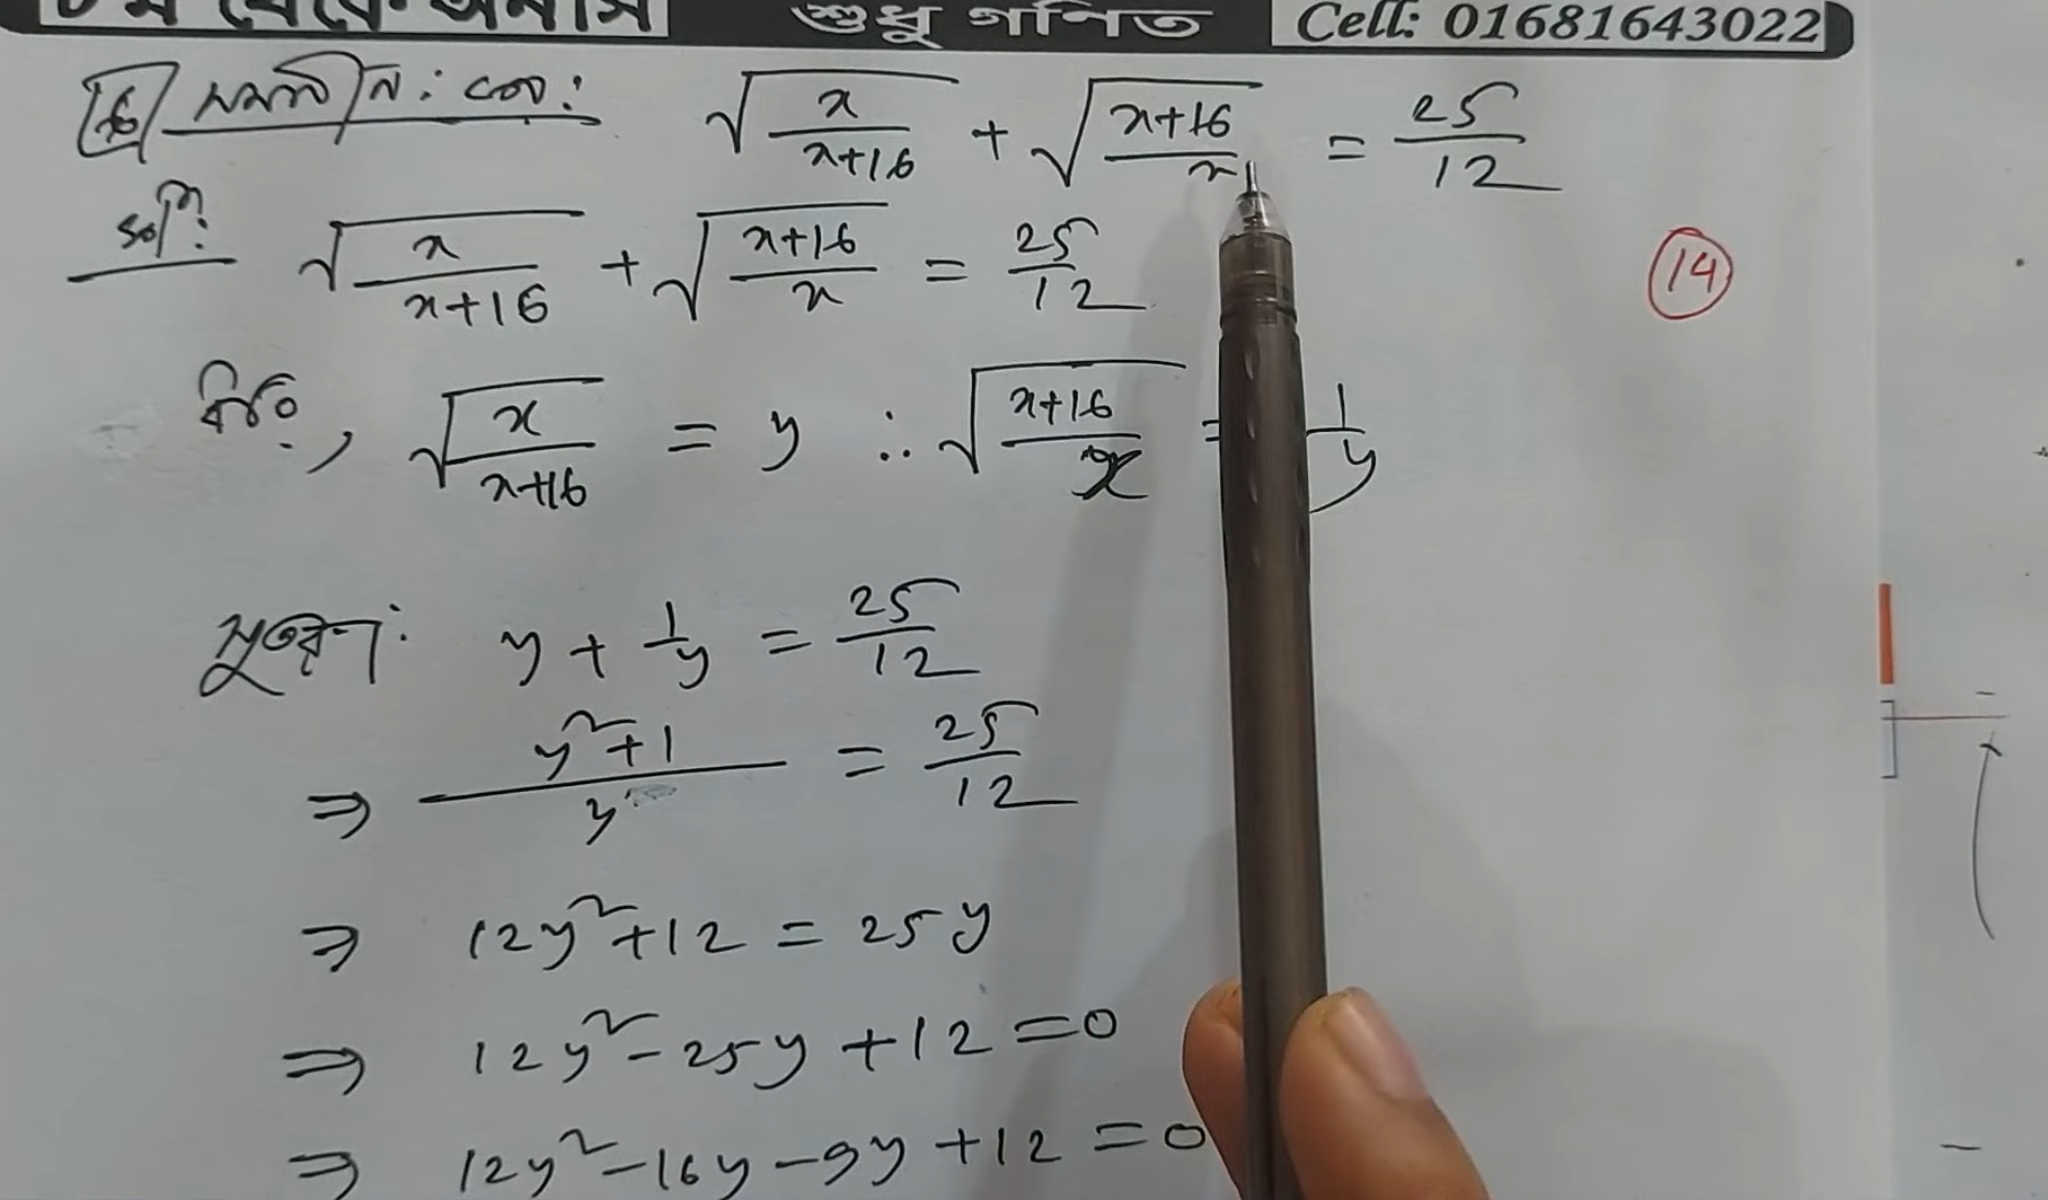 ৮ম থেকে অনার্স শুধু গণিত Cell: 01681643022
সমাধান কর: √(x/(x+16)) + √((x+16)/x) = 25/12
√(x/(x+16)) + √((x+16)/x) = 25/12
14
ধরি, √(x/(x+16)) = y ∴ √((x+16)/x) = 1/y
সুতরাং y + 1/y = 25/12
⇒ (y²+1)/y = 25/12
⇒ 12y²+12 = 25y
⇒ 12y²-25y+12=0
⇒ 12y²-16y-9y+12=0